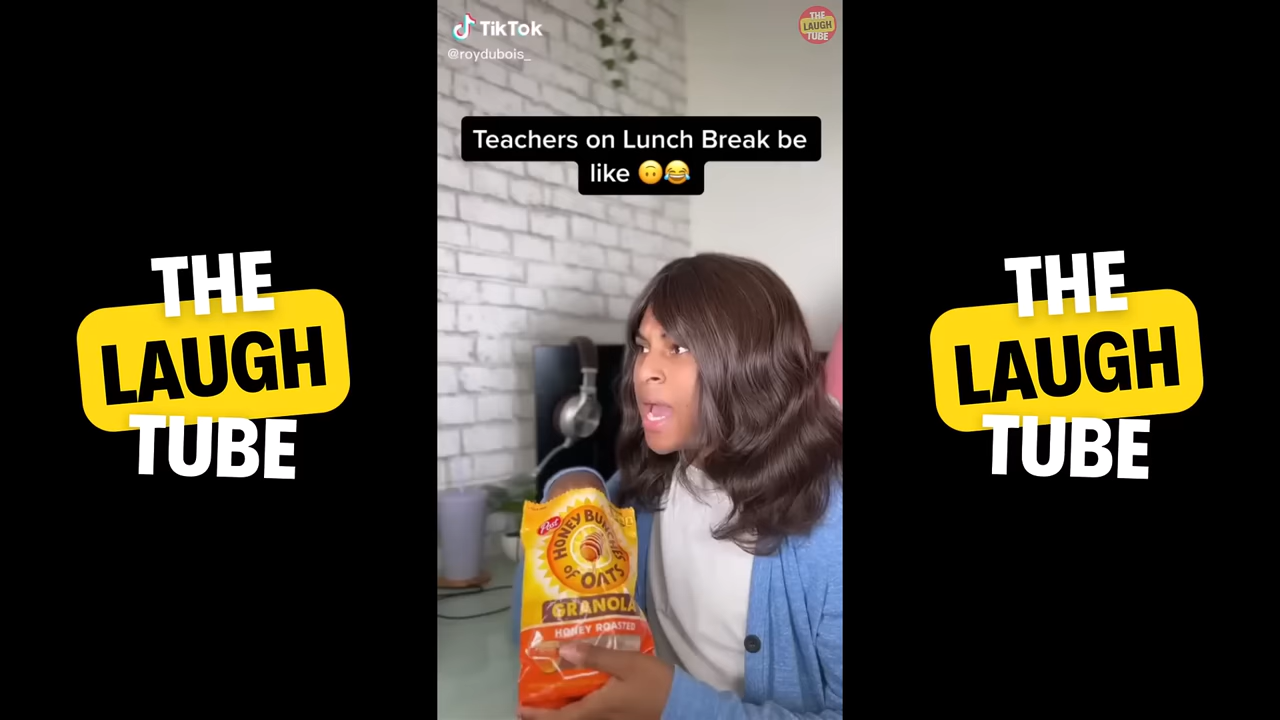 TikTok
@roydubois_
THE
LAUGH
TUBE
Teachers on Lunch Break be
like 🙃😂
THE
LAUGH
TUBE
THE
LAUGH
TUBE
Post
HONEY BUNCHES
OF OATS
GRANOLA
HONEY ROASTED